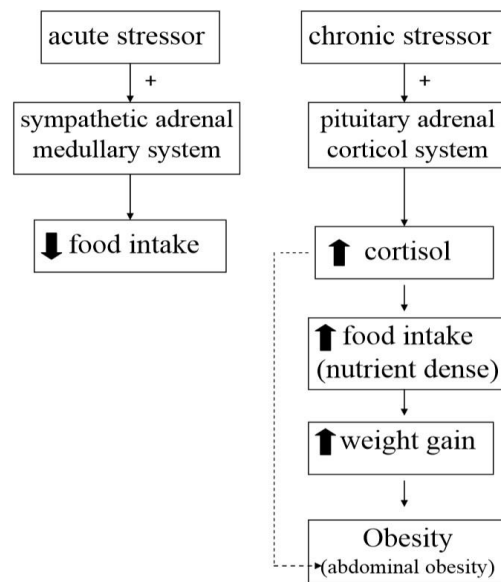 acute stressor
+
sympathetic adrenal
medullary system
food intake
chronic stressor
+
pituitary adrenal
corticol system
cortisol
food intake
(nutrient dense)
weight gain
Obesity
(abdominal obesity)